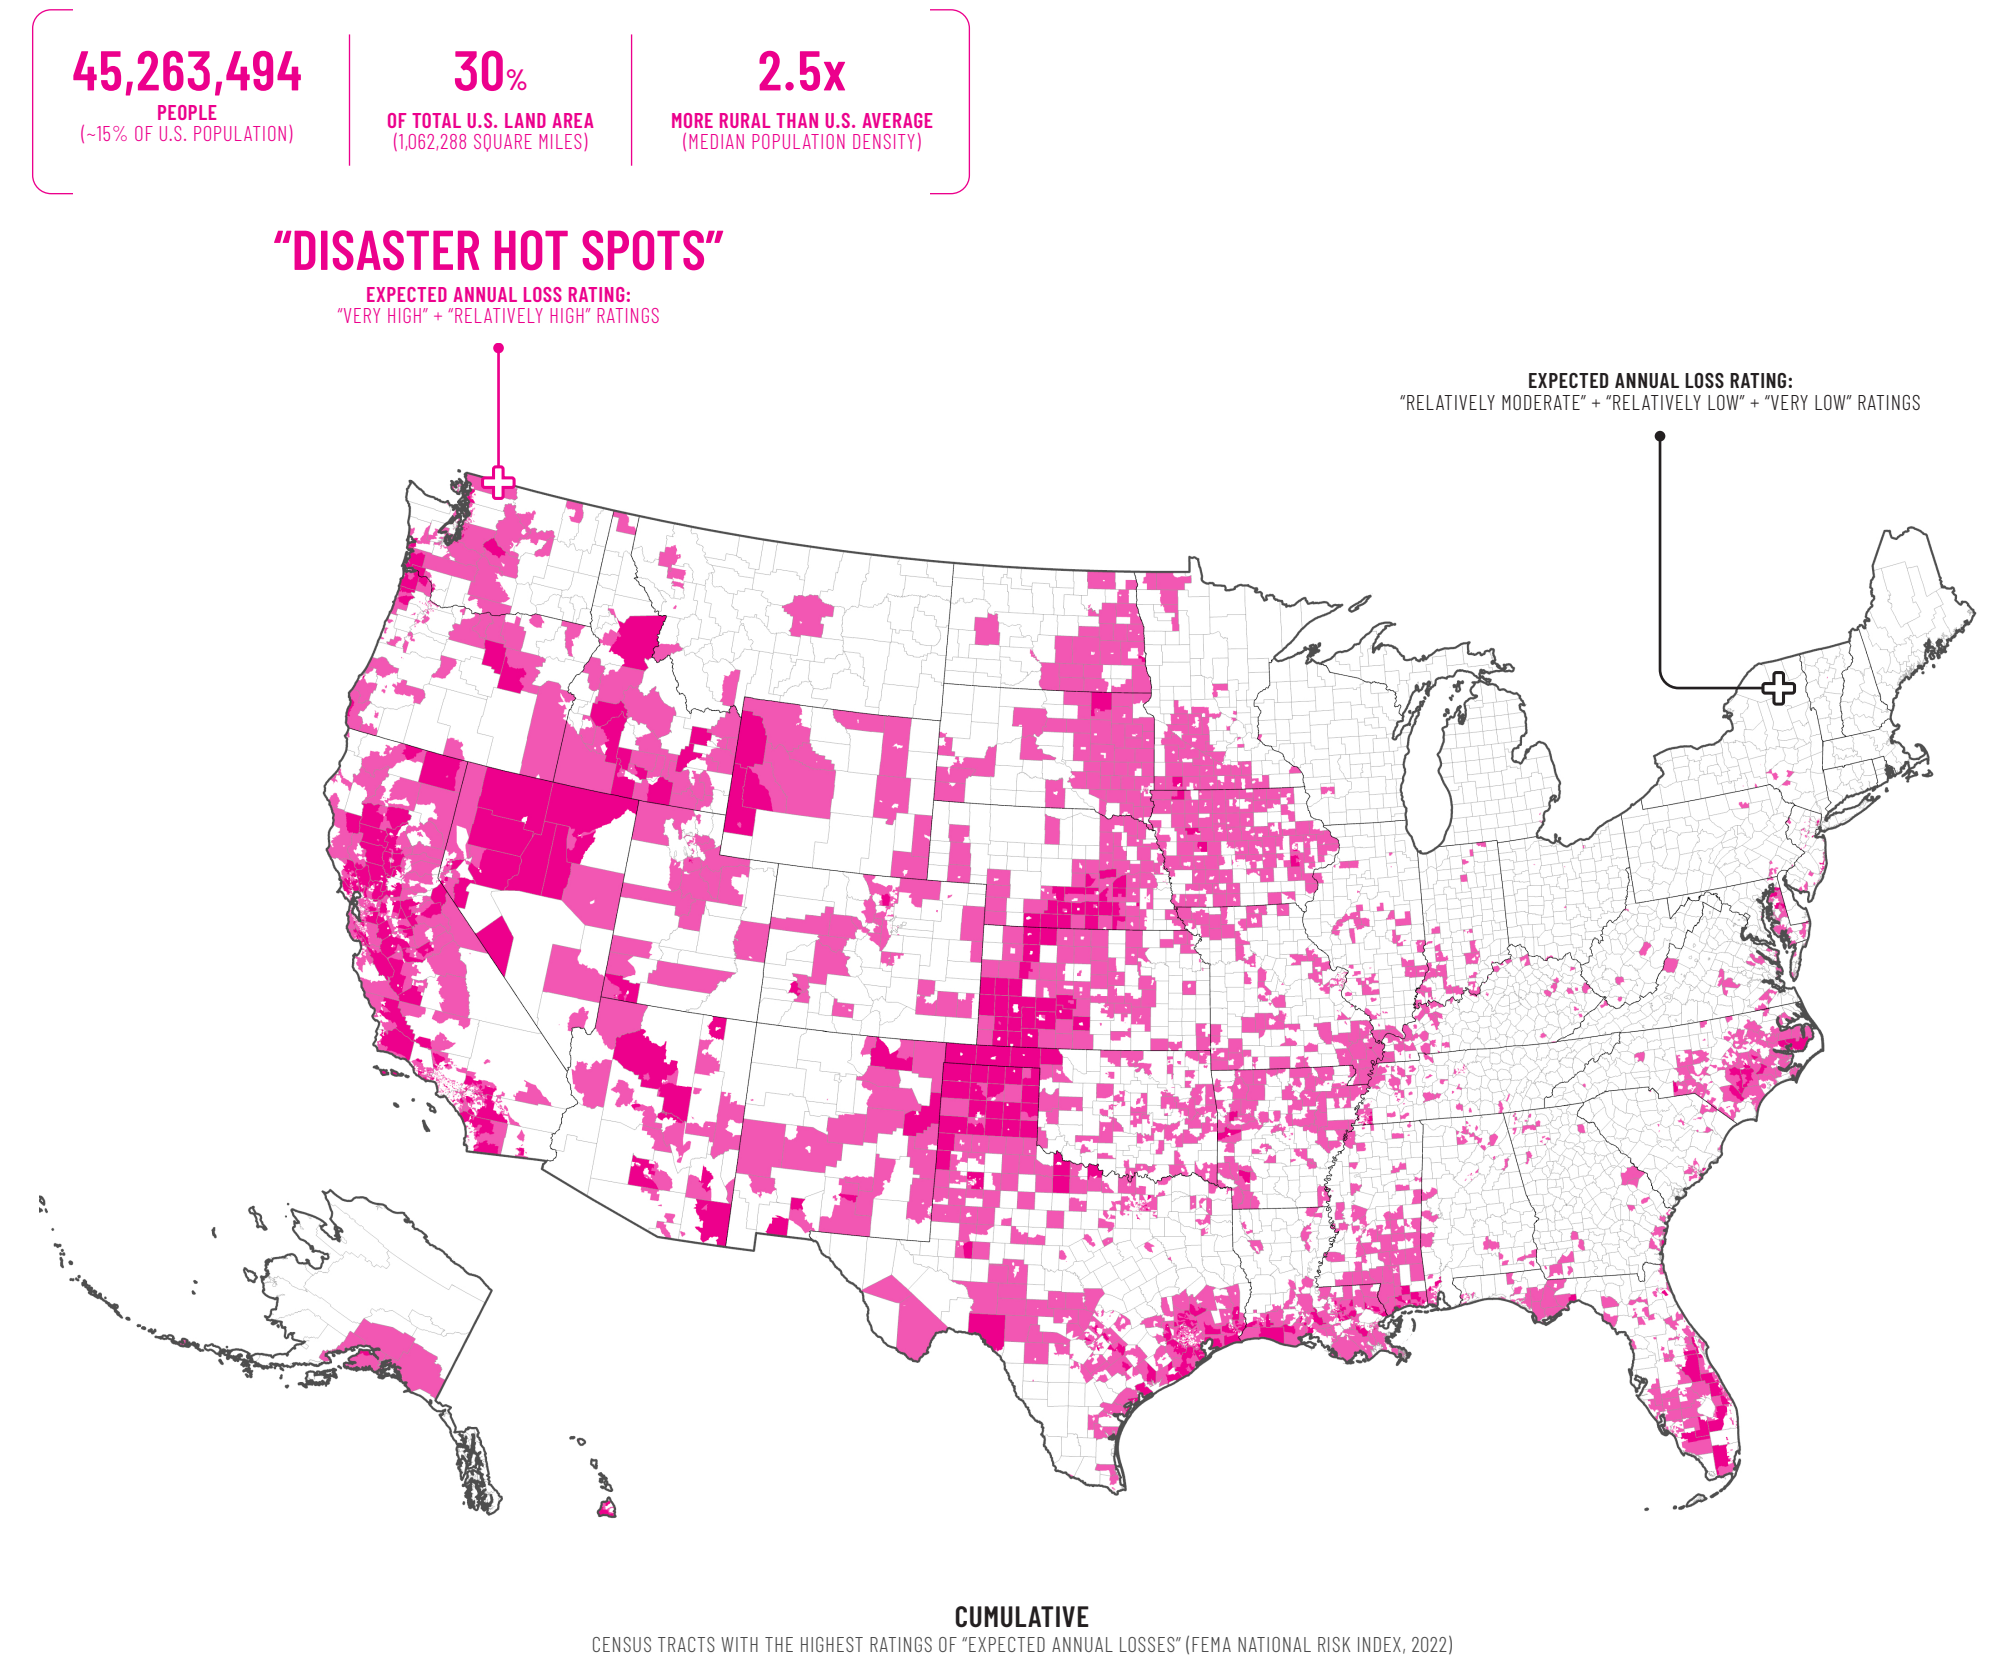 45,263,494
PEOPLE
(~15% OF U.S. POPULATION)
30%
OF TOTAL U.S. LAND AREA
(1,062,288 SQUARE MILES)
2.5x
MORE RURAL THAN U.S. AVERAGE
(MEDIAN POPULATION DENSITY)
“DISASTER HOT SPOTS”
EXPECTED ANNUAL LOSS RATING:
“VERY HIGH” + “RELATIVELY HIGH” RATINGS
EXPECTED ANNUAL LOSS RATING:
“RELATIVELY MODERATE” + “RELATIVELY LOW” + “VERY LOW” RATINGS
CUMULATIVE
CENSUS TRACTS WITH THE HIGHEST RATINGS OF “EXPECTED ANNUAL LOSSES” (FEMA NATIONAL RISK INDEX, 2022)